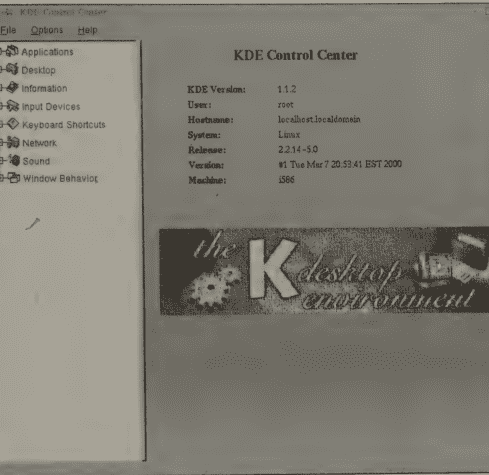 KDE Control Center
File Options Help
Applications
Desktop
Information
Input Devices
Keyboard Shortcuts
Network
Sound
Window Behavior
KDE Control Center
KDE Version: 1.1.2
User: root
Hostname: localhost.localdomain
System: Linux
Release: 2.2.14-5.0
Version: #1 Tue Mar 7 20:53:41 EST 2000
Machine: i586
the K desktop
environment